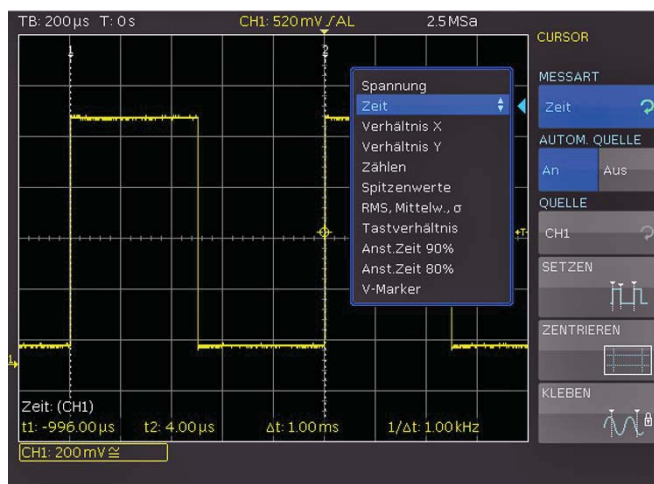 TB: 200µs T: 0s CH1: 520mV / AL 2.5MSa
CURSOR
1
2
MESSART
Zeit
AUTOM. QUELLE
An Aus
QUELLE
CH1
SETZEN
ZENTRIEREN
KLEBEN
Spannung
Zeit
Verhältnis X
Verhältnis Y
Zählen
Spitzenwerte
RMS, Mittelw., σ
Tastverhältnis
Anst.Zeit 90%
Anst.Zeit 80%
V-Marker
T
1
Zeit: (CH1)
t1: -996.00µs t2: 4.00µs Δt: 1.00ms 1/Δt: 1.00kHz
CH1: 200mV ≅